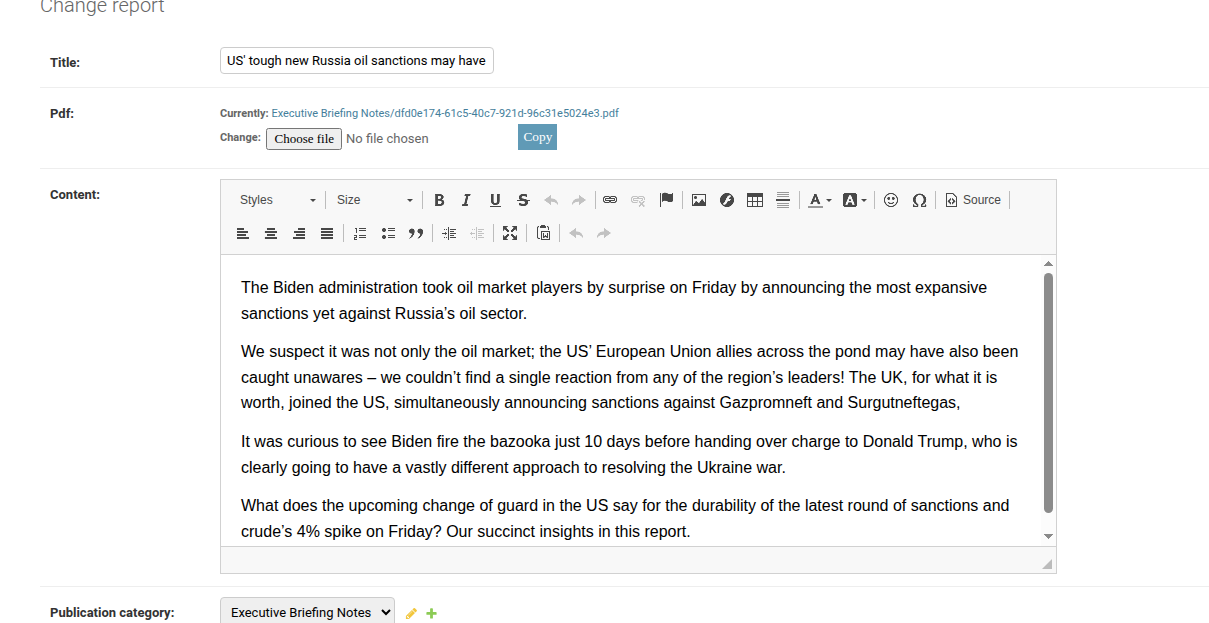 Change report
Title:
US' tough new Russia oil sanctions may have
Pdf:
Currently: Executive Briefing Notes/dfd0e174-61c5-40c7-921d-96c31e5024e3.pdf
Change: Choose file No file chosen Copy
Content:
Styles Size B I U S A A Ω Source
The Biden administration took oil market players by surprise on Friday by announcing the most expansive
sanctions yet against Russia’s oil sector.
We suspect it was not only the oil market; the US’ European Union allies across the pond may have also been
caught unawares – we couldn’t find a single reaction from any of the region’s leaders! The UK, for what it is
worth, joined the US, simultaneously announcing sanctions against Gazpromneft and Surgutneftegas,
It was curious to see Biden fire the bazooka just 10 days before handing over charge to Donald Trump, who is
clearly going to have a vastly different approach to resolving the Ukraine war.
What does the upcoming change of guard in the US say for the durability of the latest round of sanctions and
crude’s 4% spike on Friday? Our succinct insights in this report.
Publication category:
Executive Briefing Notes